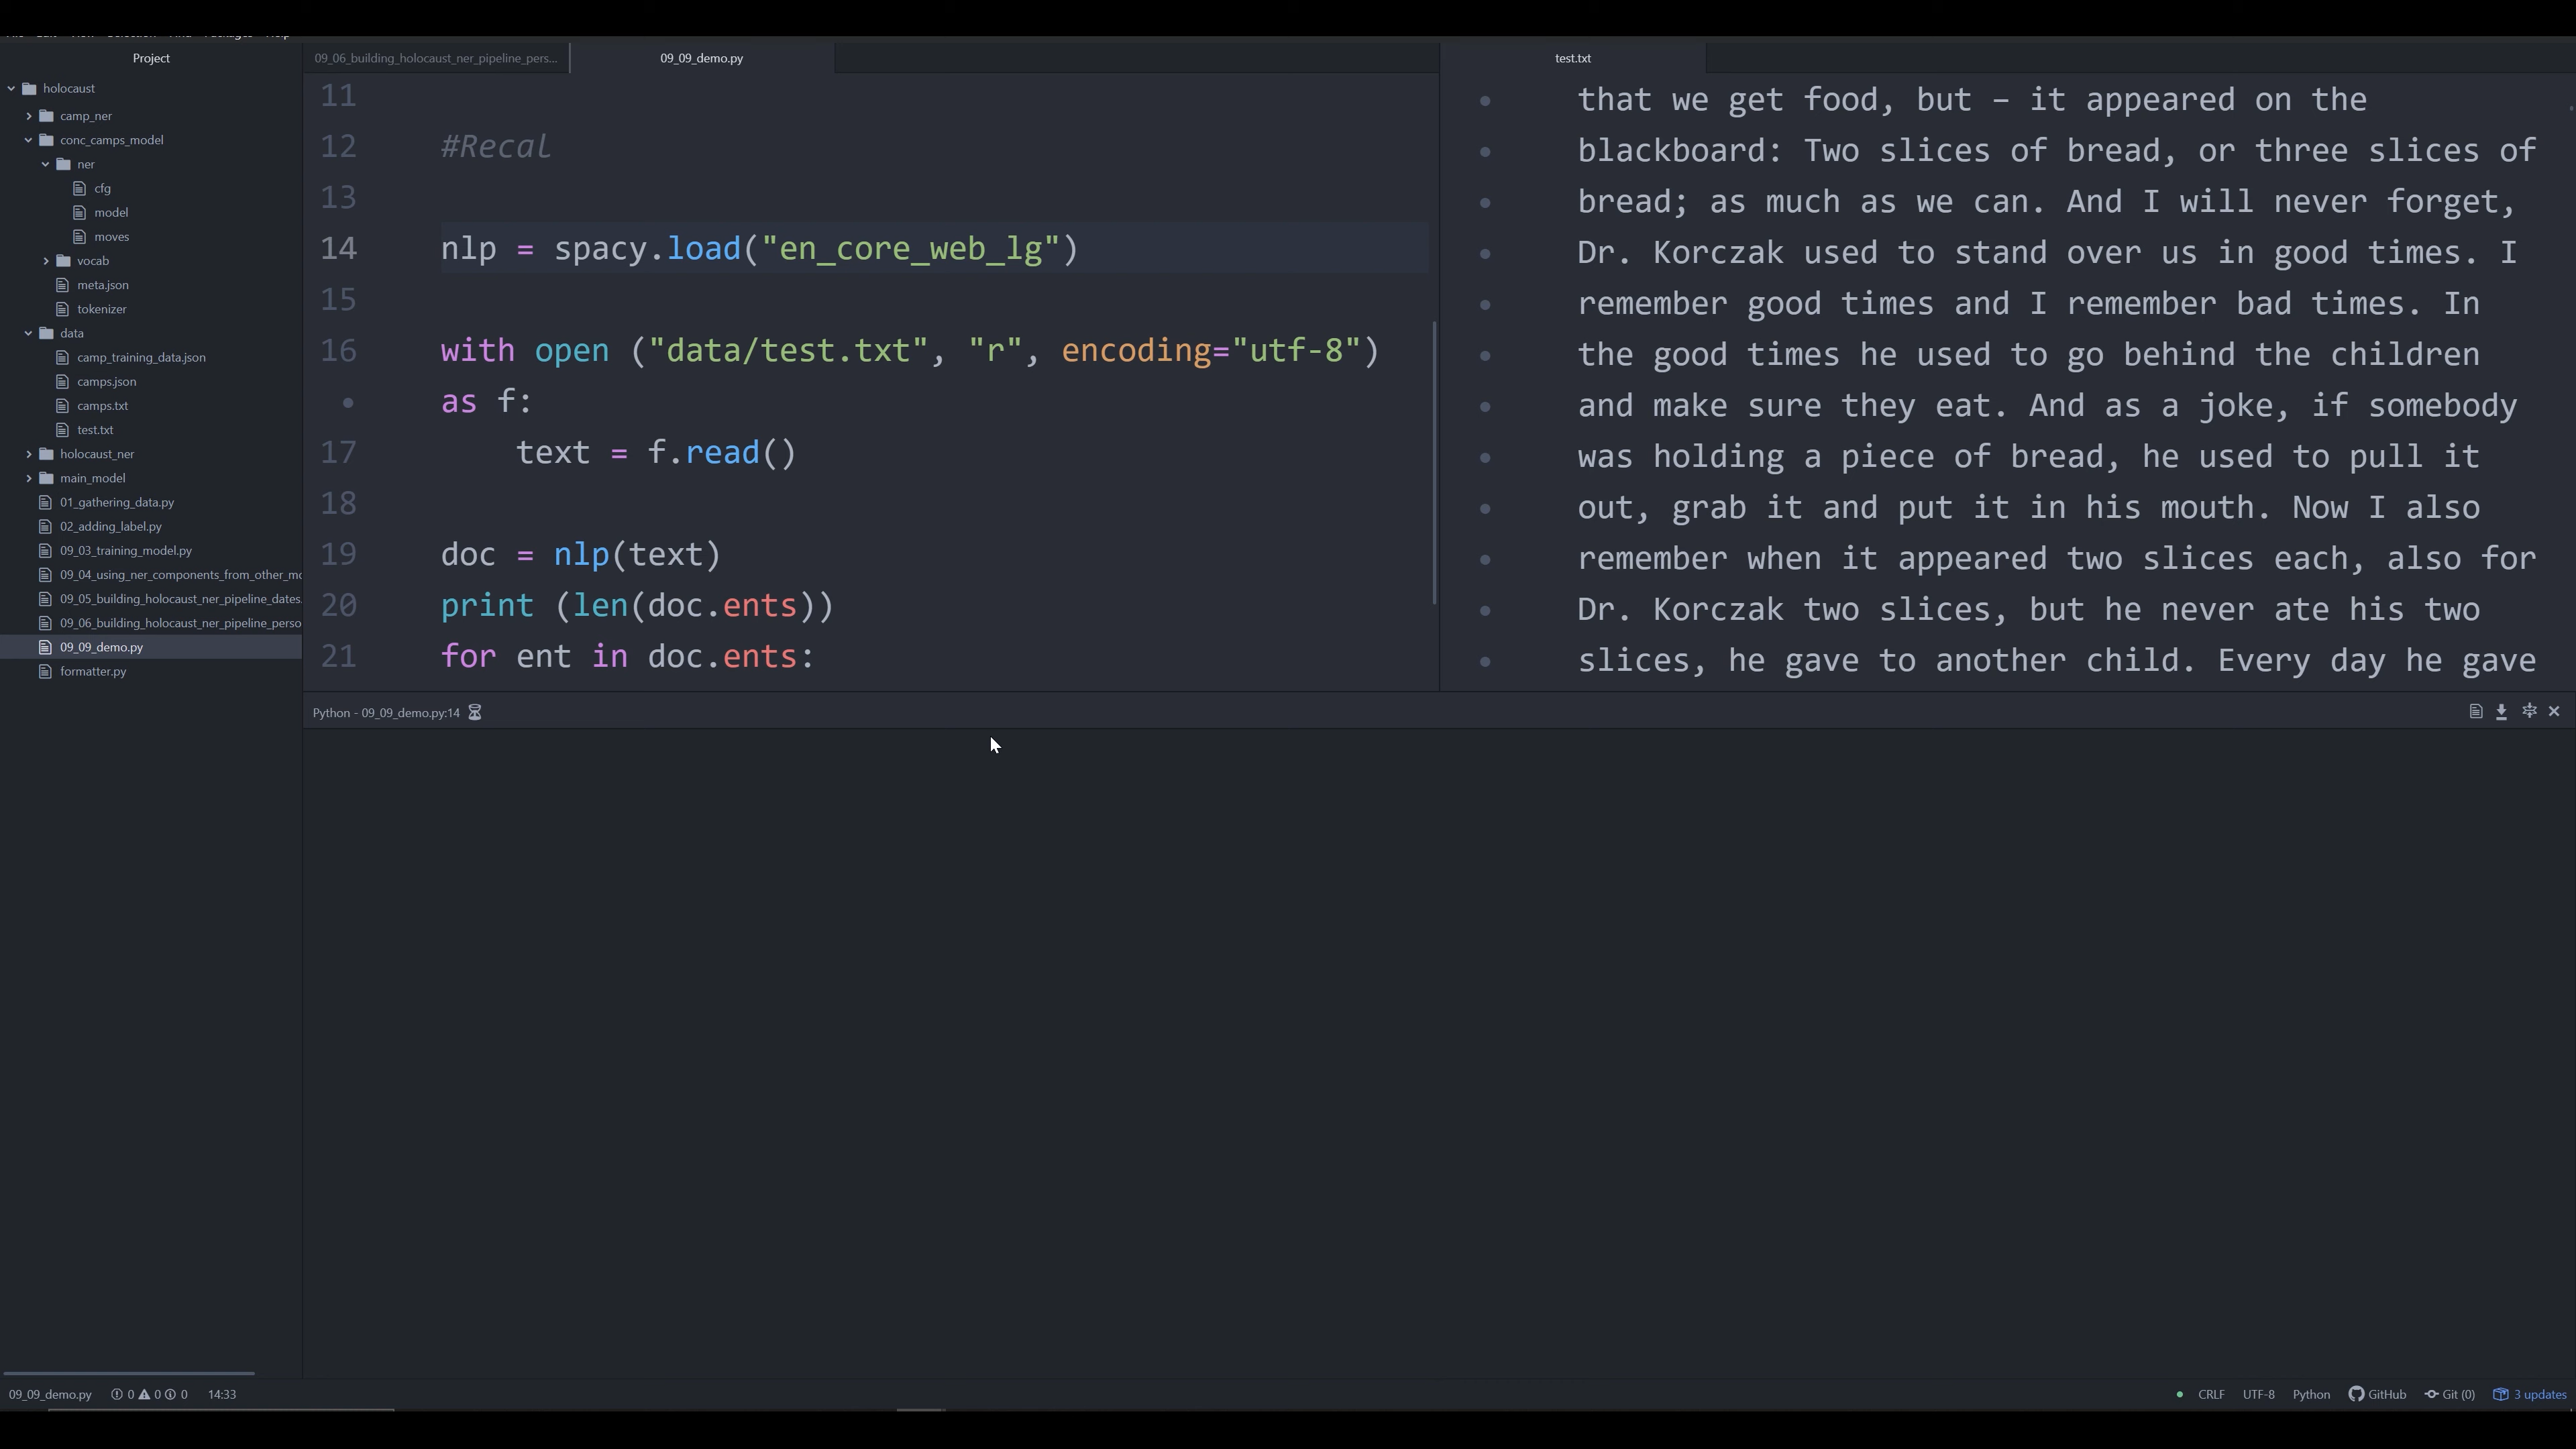 Project
holocaust
camp_ner
conc_camps_model
ner
cfg
model
moves
vocab
meta.json
tokenizer
data
camp_training_data.json
camps.json
camps.txt
test.txt
holocaust_ner
main_model
01_gathering_data.py
02_adding_label.py
09_03_training_model.py
09_04_using_ner_components_from_other_mo
09_05_building_holocaust_ner_pipeline_dates.
09_06_building_holocaust_ner_pipeline_perso
09_09_demo.py
formatter.py
09_06_building_holocaust_ner_pipeline_pers...
09_09_demo.py
11
12 #Recal
13
14 nlp = spacy.load("en_core_web_lg")
15
16 with open ("data/test.txt", "r", encoding="utf-8")
as f:
17 text = f.read()
18
19 doc = nlp(text)
20 print (len(doc.ents))
21 for ent in doc.ents:
test.txt
that we get food, but – it appeared on the
blackboard: Two slices of bread, or three slices of
bread; as much as we can. And I will never forget,
Dr. Korczak used to stand over us in good times. I
remember good times and I remember bad times. In
the good times he used to go behind the children
and make sure they eat. And as a joke, if somebody
was holding a piece of bread, he used to pull it
out, grab it and put it in his mouth. Now I also
remember when it appeared two slices each, also for
Dr. Korczak two slices, but he never ate his two
slices, he gave to another child. Every day he gave
Python - 09_09_demo.py:14
09_09_demo.py 0 0 0 14:33
CRLF UTF-8 Python GitHub Git (0) 3 updates